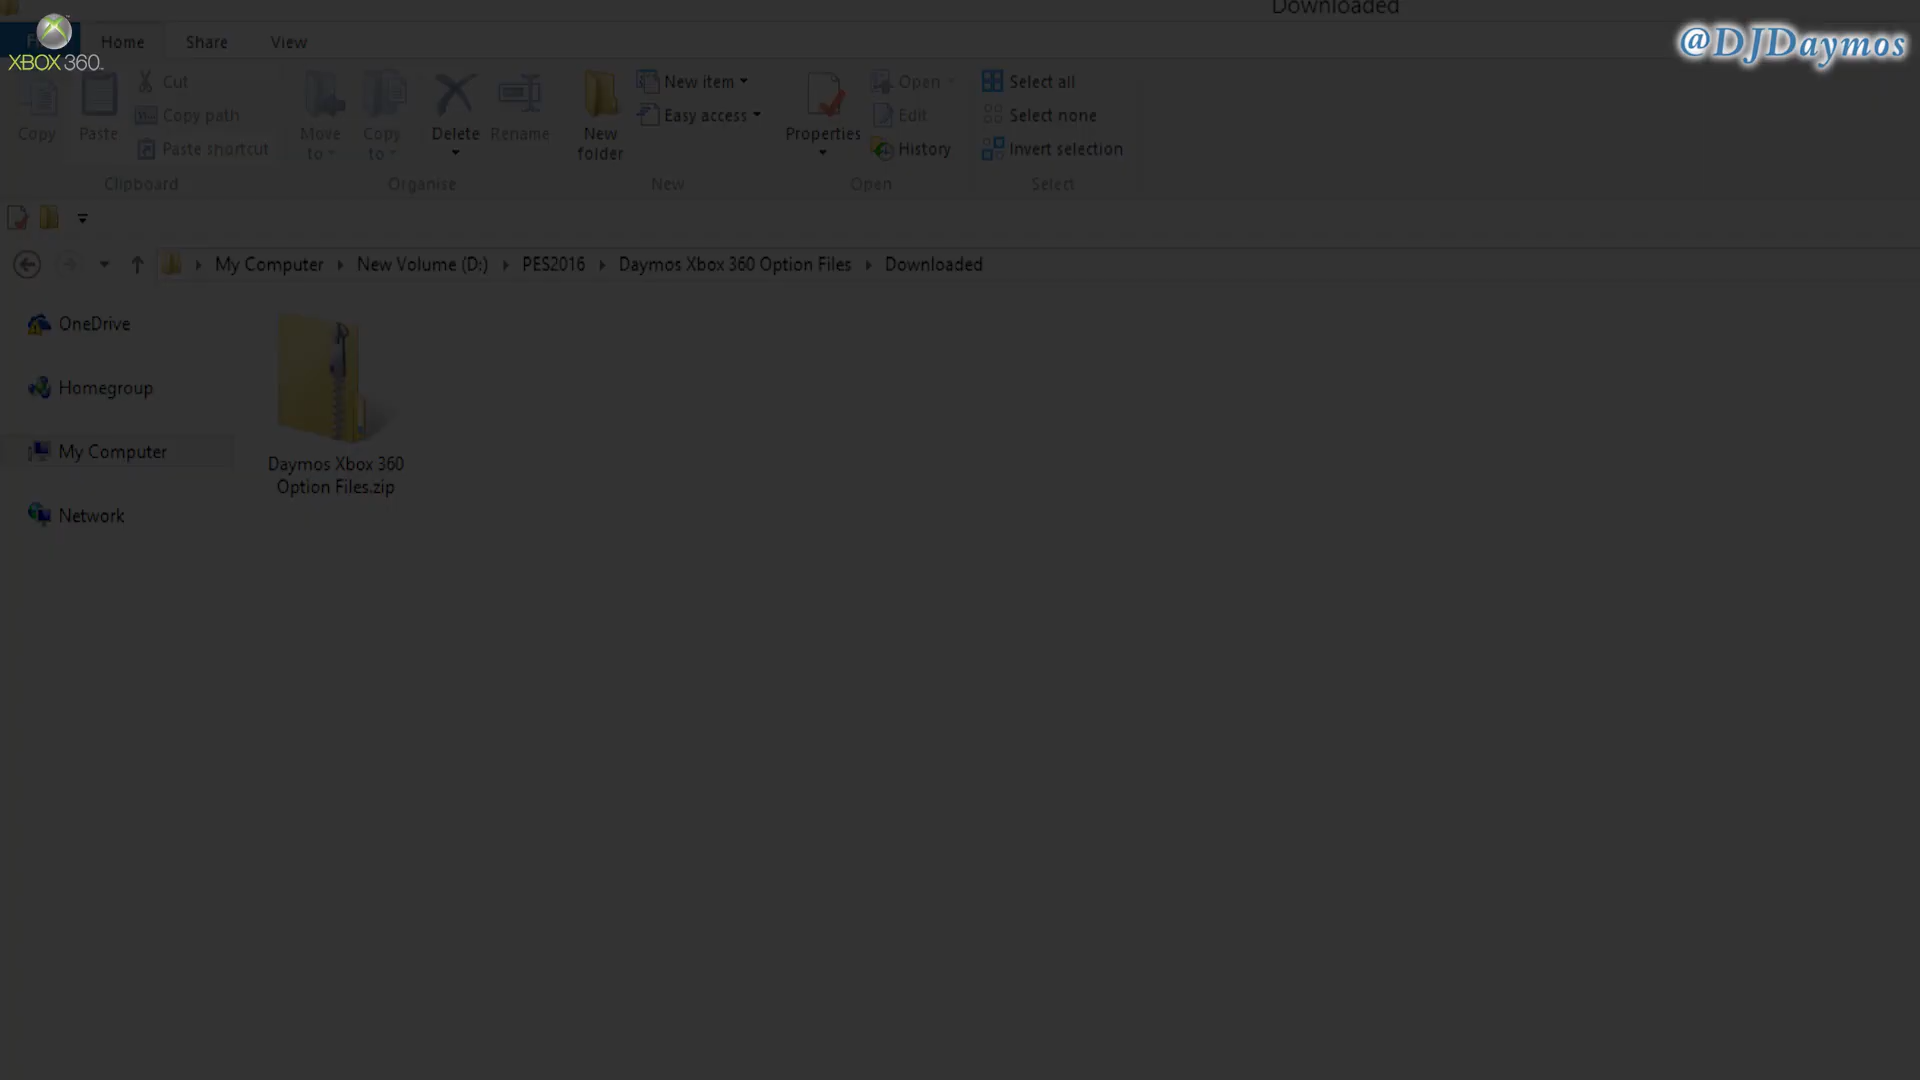 Downloaded
XBOX 360
Home
Share
View
@DJDaymos
Copy
Paste
Cut
Copy path
Paste shortcut
Clipboard
Move
to
Copy
to
Delete
Rename
Organise
New
folder
New item
Easy access
New
Properties
Open
Edit
History
Open
Select all
Select none
Invert selection
Select
My Computer
New Volume (D:)
PES2016
Daymos Xbox 360 Option Files
Downloaded
OneDrive
Homegroup
My Computer
Network
Daymos Xbox 360
Option Files.zip